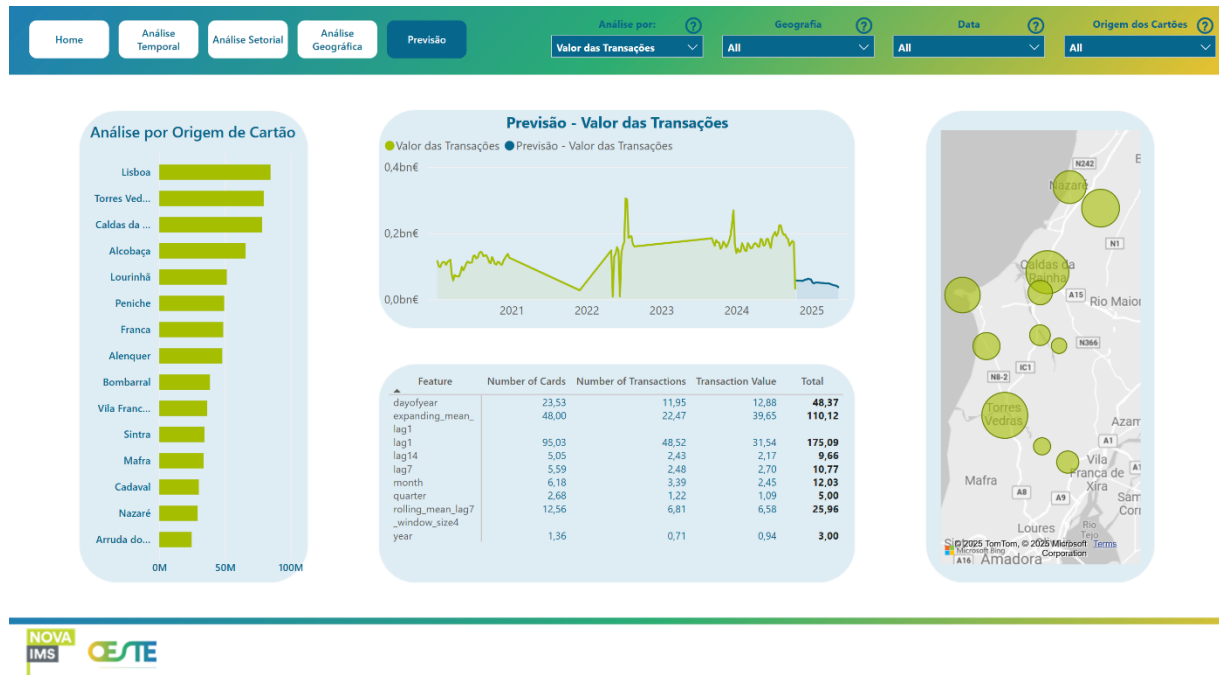 Home
Análise
Temporal
Análise Setorial
Análise
Geográfica
Previsão
Análise por: ?
Valor das Transações
Geografia ?
All
Data ?
All
Origem dos Cartões ?
All
Análise por Origem de Cartão
Lisboa
Torres Ved...
Caldas da ...
Alcobaça
Lourinhã
Peniche
Franca
Alenquer
Bombarral
Vila Franc...
Sintra
Mafra
Cadaval
Nazaré
Arruda do...
0M 50M 100M
Previsão - Valor das Transações
Valor das Transações Previsão - Valor das Transações
0,4bn€
0,2bn€
0,0bn€
2021 2022 2023 2024 2025
Feature Number of Cards Number of Transactions Transaction Value Total
dayofyear 23,53 11,95 12,88 48,37
expanding_mean_ 48,00 22,47 39,65 110,12
lag1
lag1 95,03 48,52 31,54 175,09
lag14 5,05 2,43 2,17 9,66
lag7 5,59 2,48 2,70 10,77
month 6,18 3,39 2,45 12,03
quarter 2,68 1,22 1,09 5,00
rolling_mean_lag7 12,56 6,81 6,58 25,96
_window_size4
year 1,36 0,71 0,94 3,00
N242
E
Nazaré
N1
Caldas da
Rainha
A15
Rio Maior
N366
IC1
N8-2
Torres
Vedras
Azam
A1
Vila
Franca de
Xira
A1
Mafra
A8
A9
Sam
Corr
Loures
Rio
Tejo
© 2025 TomTom, © 2025 Microsoft Terms
Microsoft Bing
Corporation
A16
Amadora
NOVA
IMS
OESTE